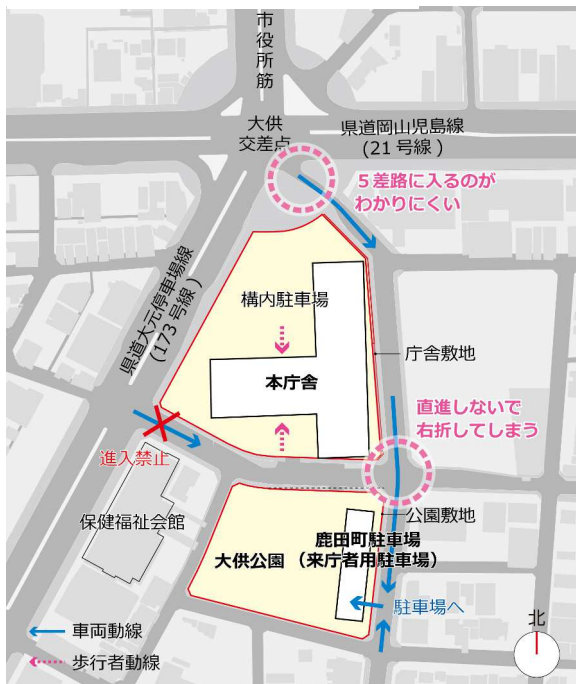 市役所筋
大供
交差点
県道岡山児島線
(21号線)
5差路に入るのが
わかりにくい
県道大元停車場線
(173号線)
構内駐車場
庁舎敷地
本庁舎
直進しないで
右折してしまう
進入禁止
保健福祉会館
公園敷地
鹿田町駐車場
大供公園
(来庁者用駐車場)
駐車場へ
北
車両動線
歩行者動線